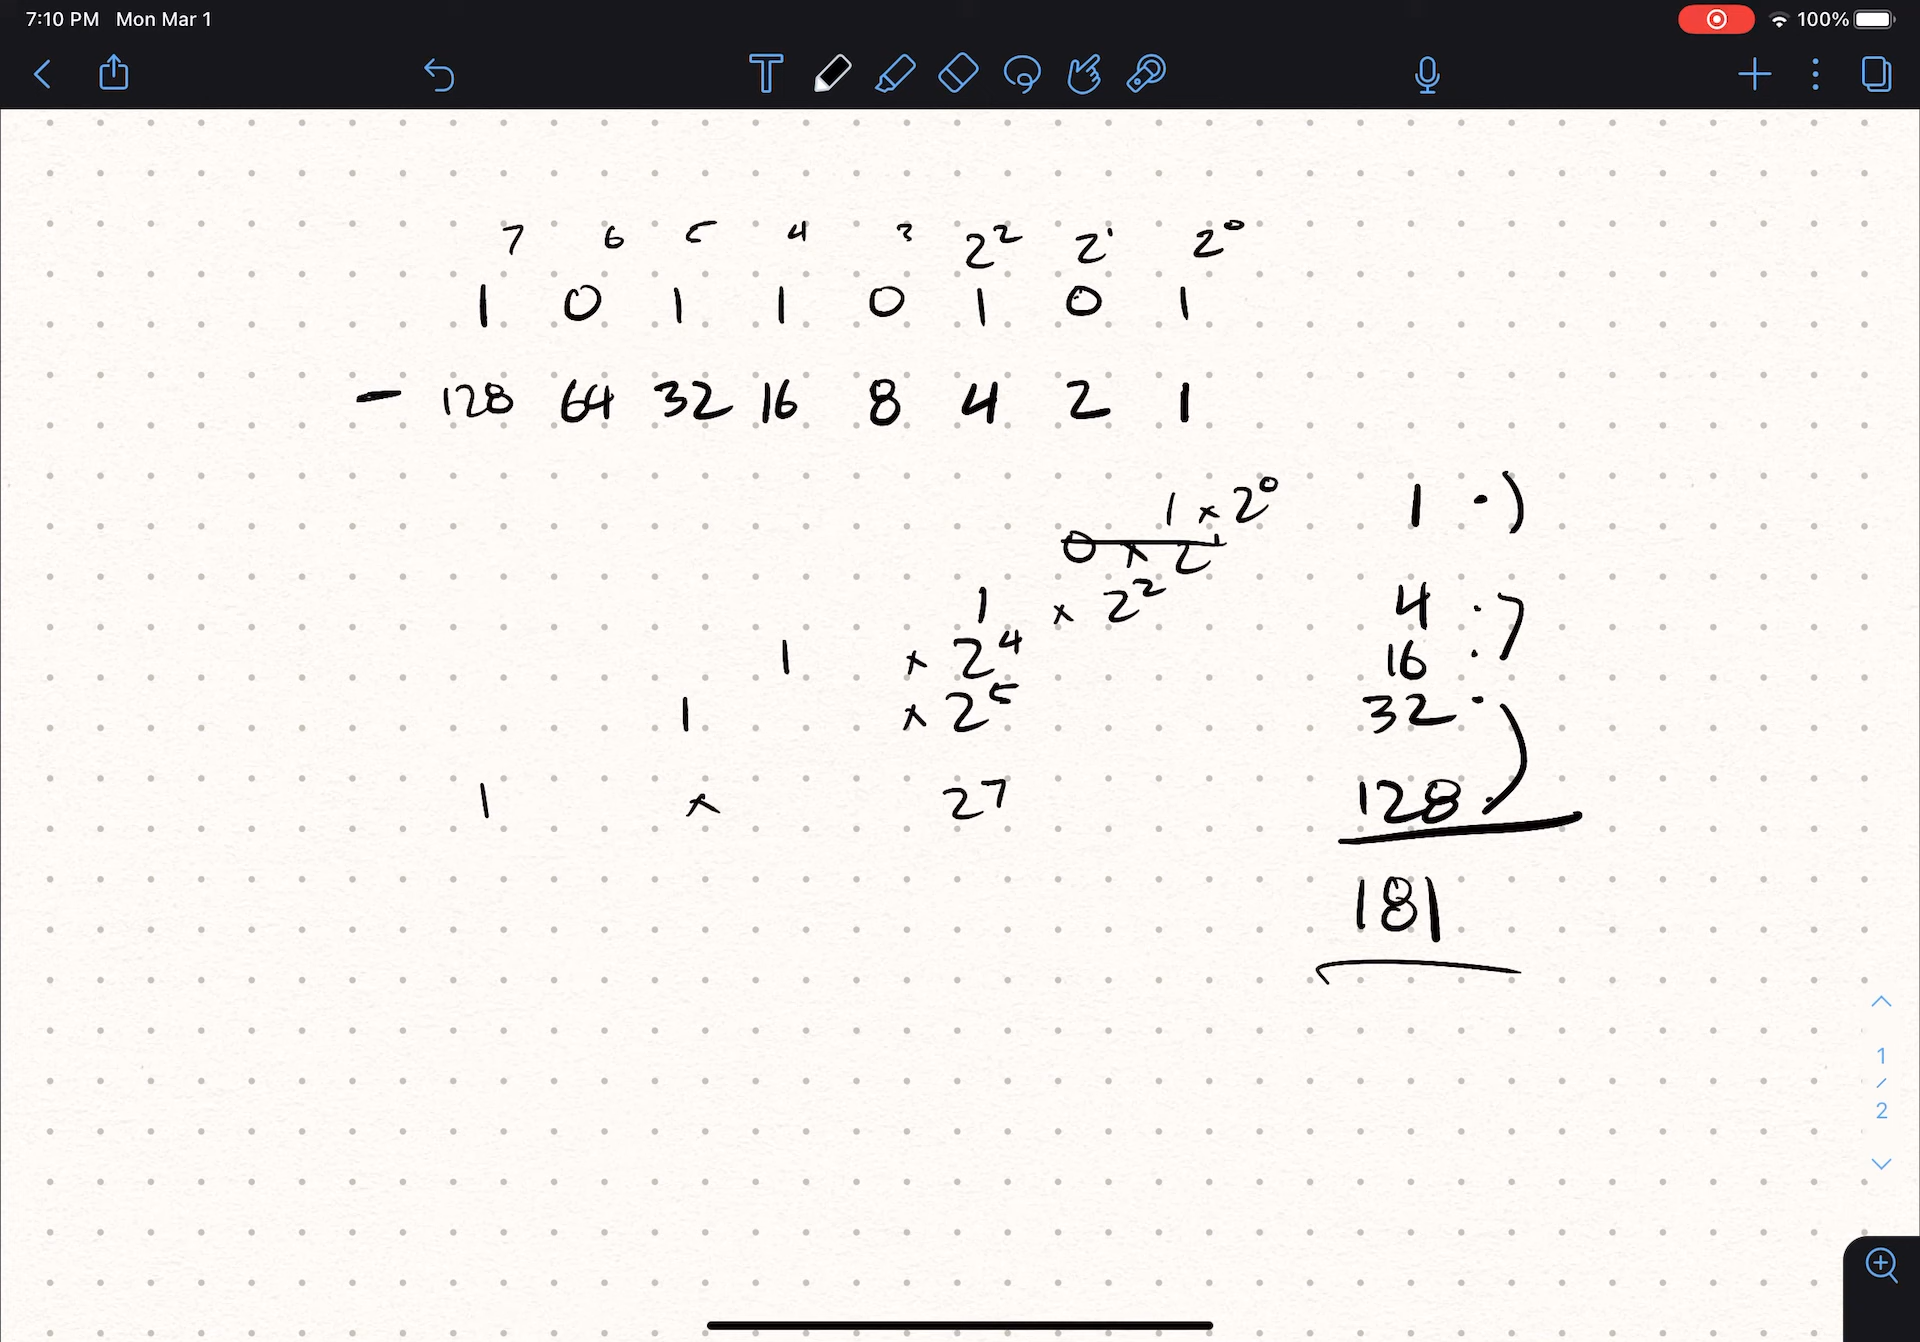 7:10 PM Mon Mar 1 100%
T
7 6 5 4 3 2² 2¹ 2⁰
1 0 1 1 0 1 0 1
- 128 64 32 16 8 4 2 1
1 × 2⁰ 1
0 × 2¹
1 × 2² 4
1 × 2⁴ 16
1 × 2⁵ 32
1 × 2⁷ 128
181
1
/
2